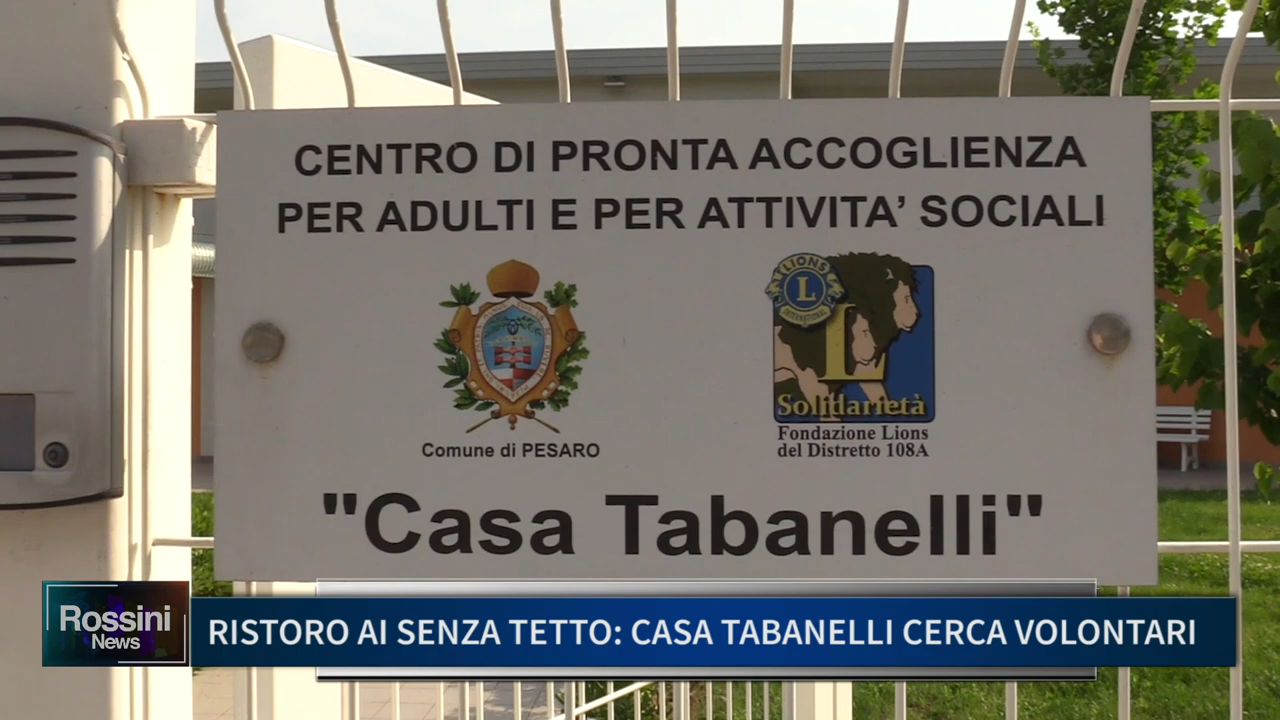 CENTRO DI PRONTA ACCOGLIENZA
PER ADULTI E PER ATTIVITA' SOCIALI
LIONS
L
INTERNATIONAL
L
Solidarietà
Comune di PESARO
Fondazione Lions
del Distretto 108A
"Casa Tabanelli"
Rossini
News
RISTORO AI SENZA TETTO: CASA TABANELLI CERCA VOLONTARI